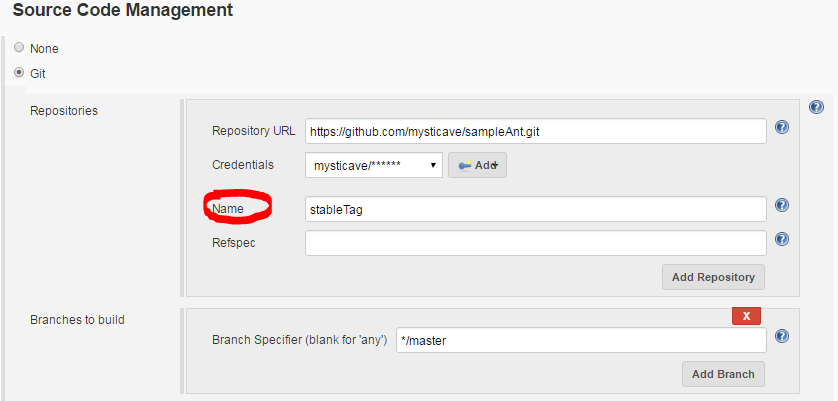 Source Code Management
None
Git
Repositories
Repository URL https://github.com/mysticave/sampleAnt.git
Credentials mysticave/****** Add
Name stableTag
Refspec
Add Repository
Branches to build
X
Branch Specifier (blank for 'any') */master
Add Branch